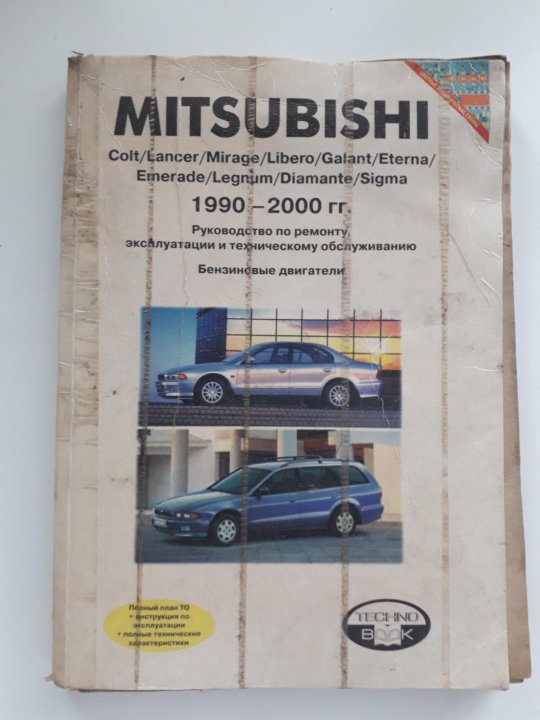 MITSUBISHI
Colt/Lancer/Mirage/Libero/Galant/Eterna/
Emerade/Legnum/Diamante/Sigma
1990–2000 гг.
Руководство по ремонту,
эксплуатации и техническому обслуживанию
Бензиновые двигатели
Полный план ТО
+ инструкция по
эксплуатации
+ полные технические
характеристики
TECHNO
BOOK